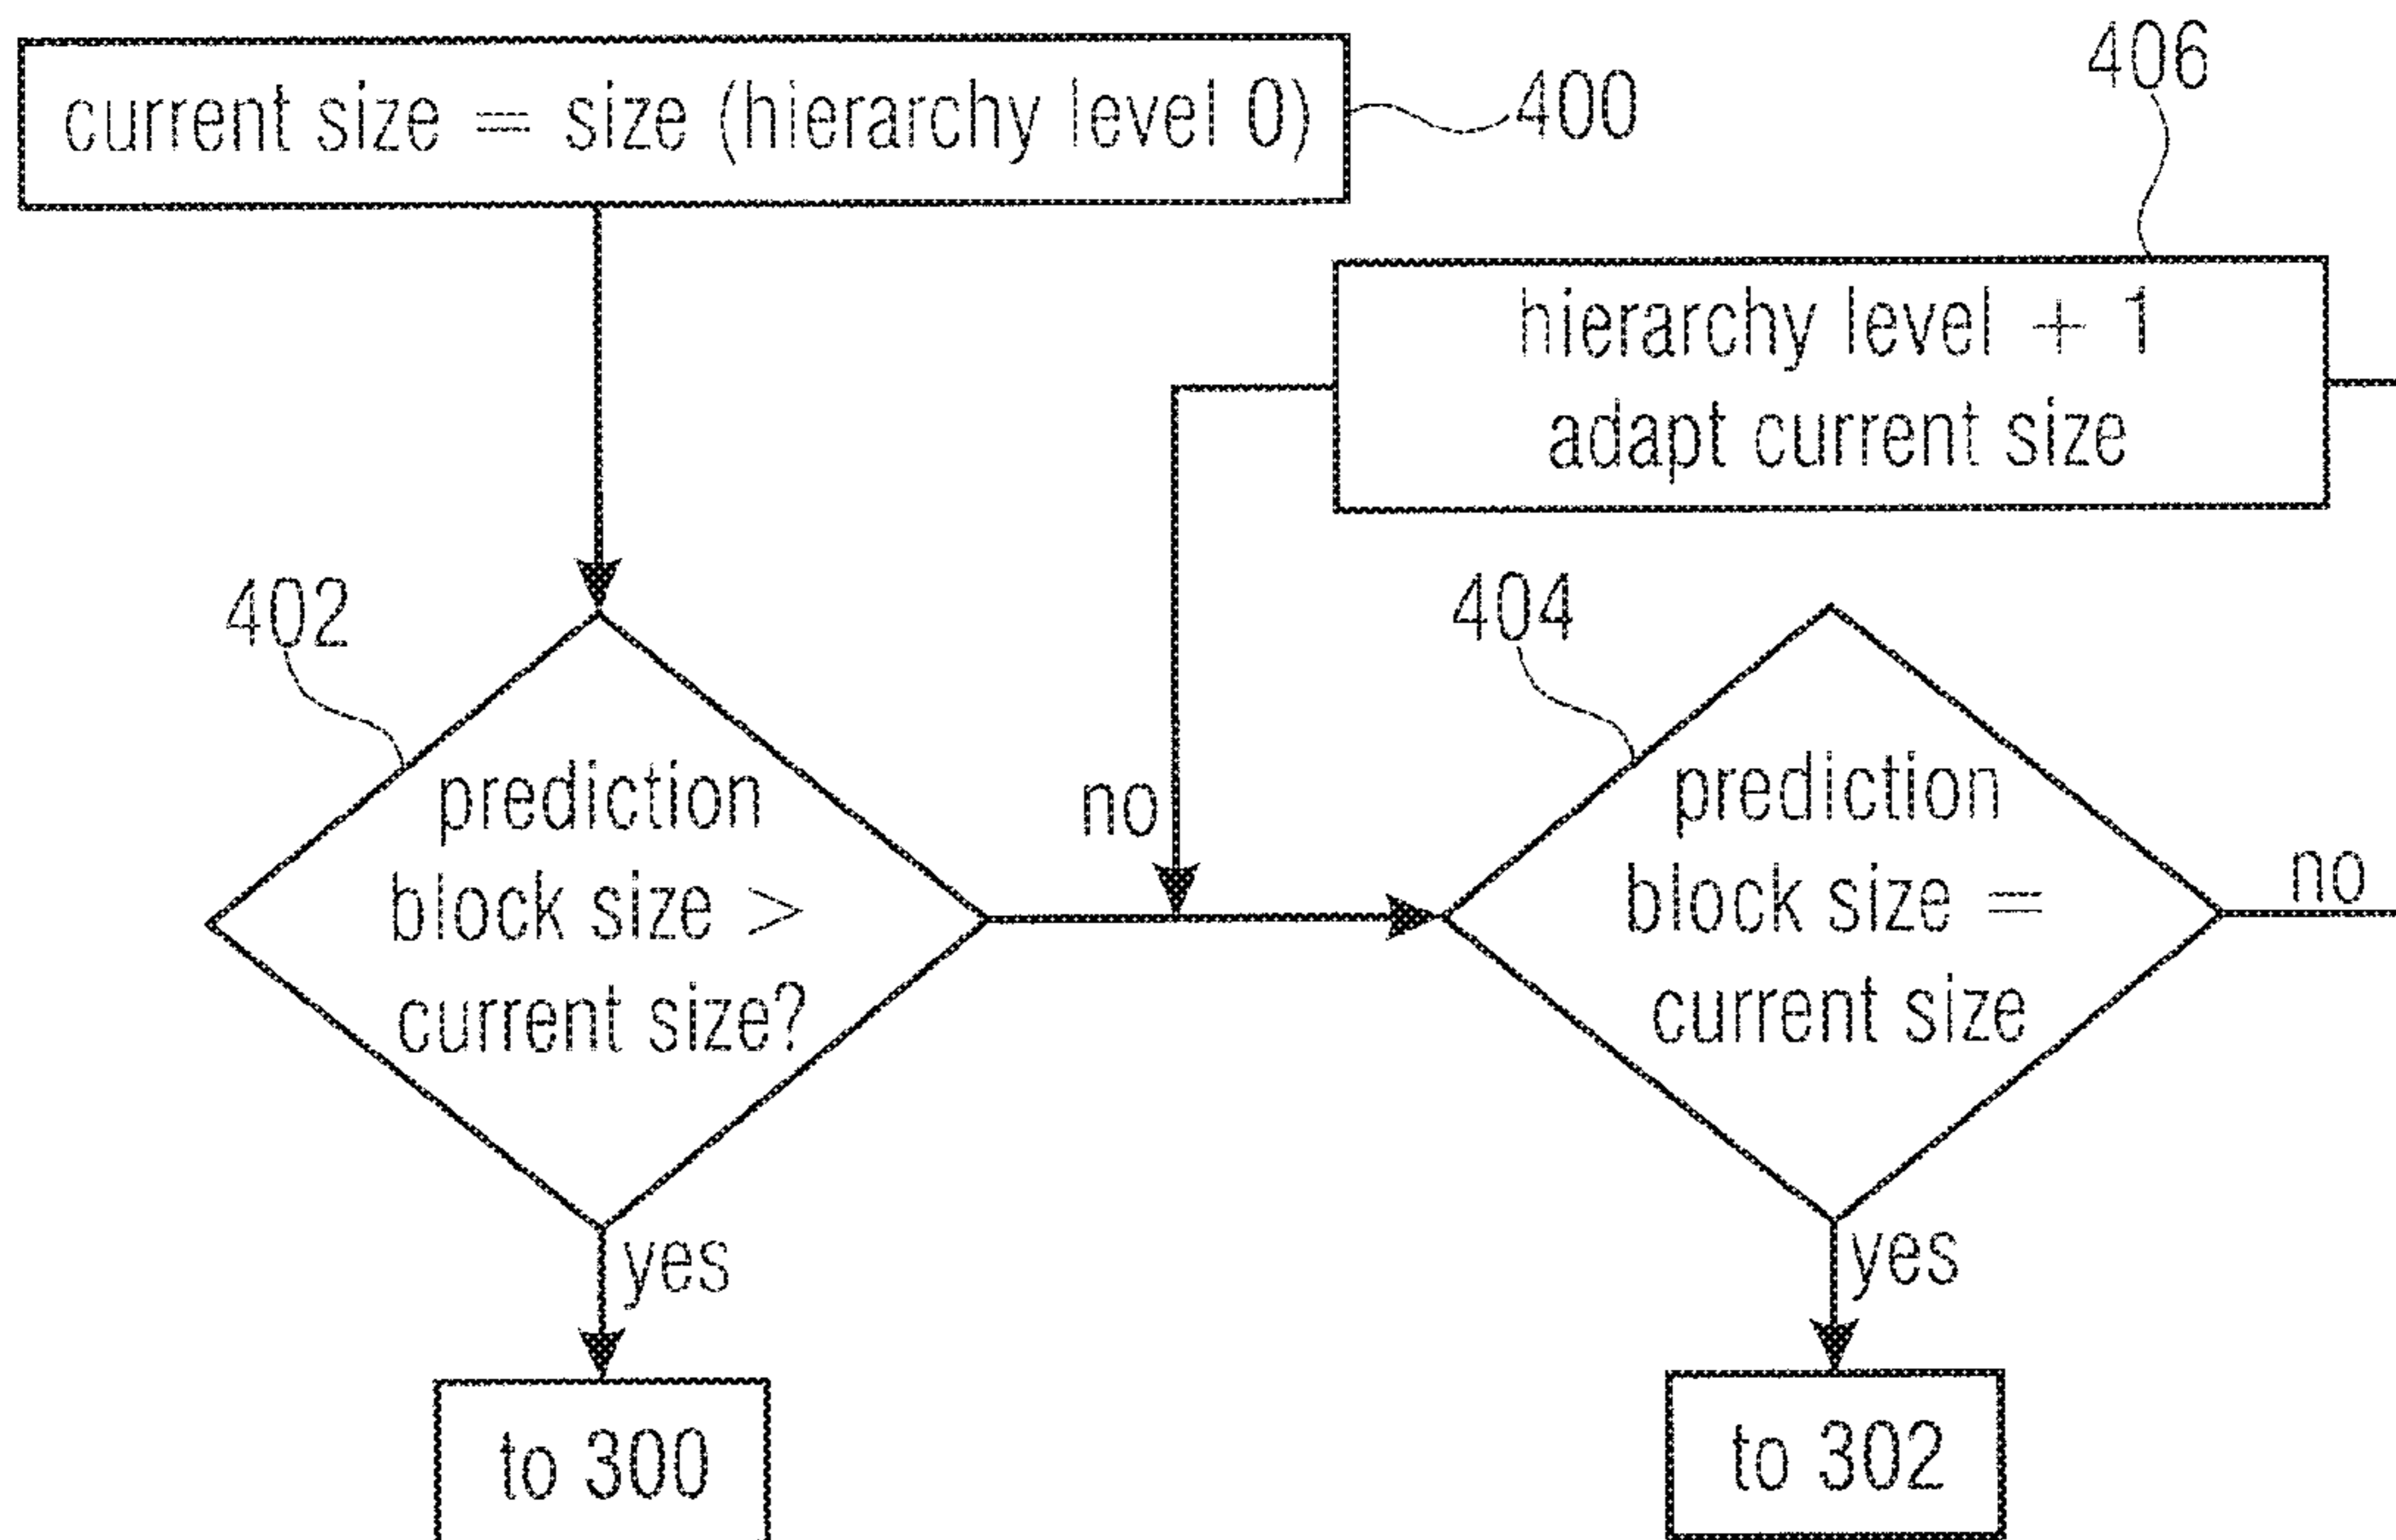 current size = size (hierarchy level 0)
400
406
hierarchy level + 1
adapt current size
402
prediction
block size >
current size?
no
404
prediction
block size =
current size
no
yes
yes
to 300
to 302